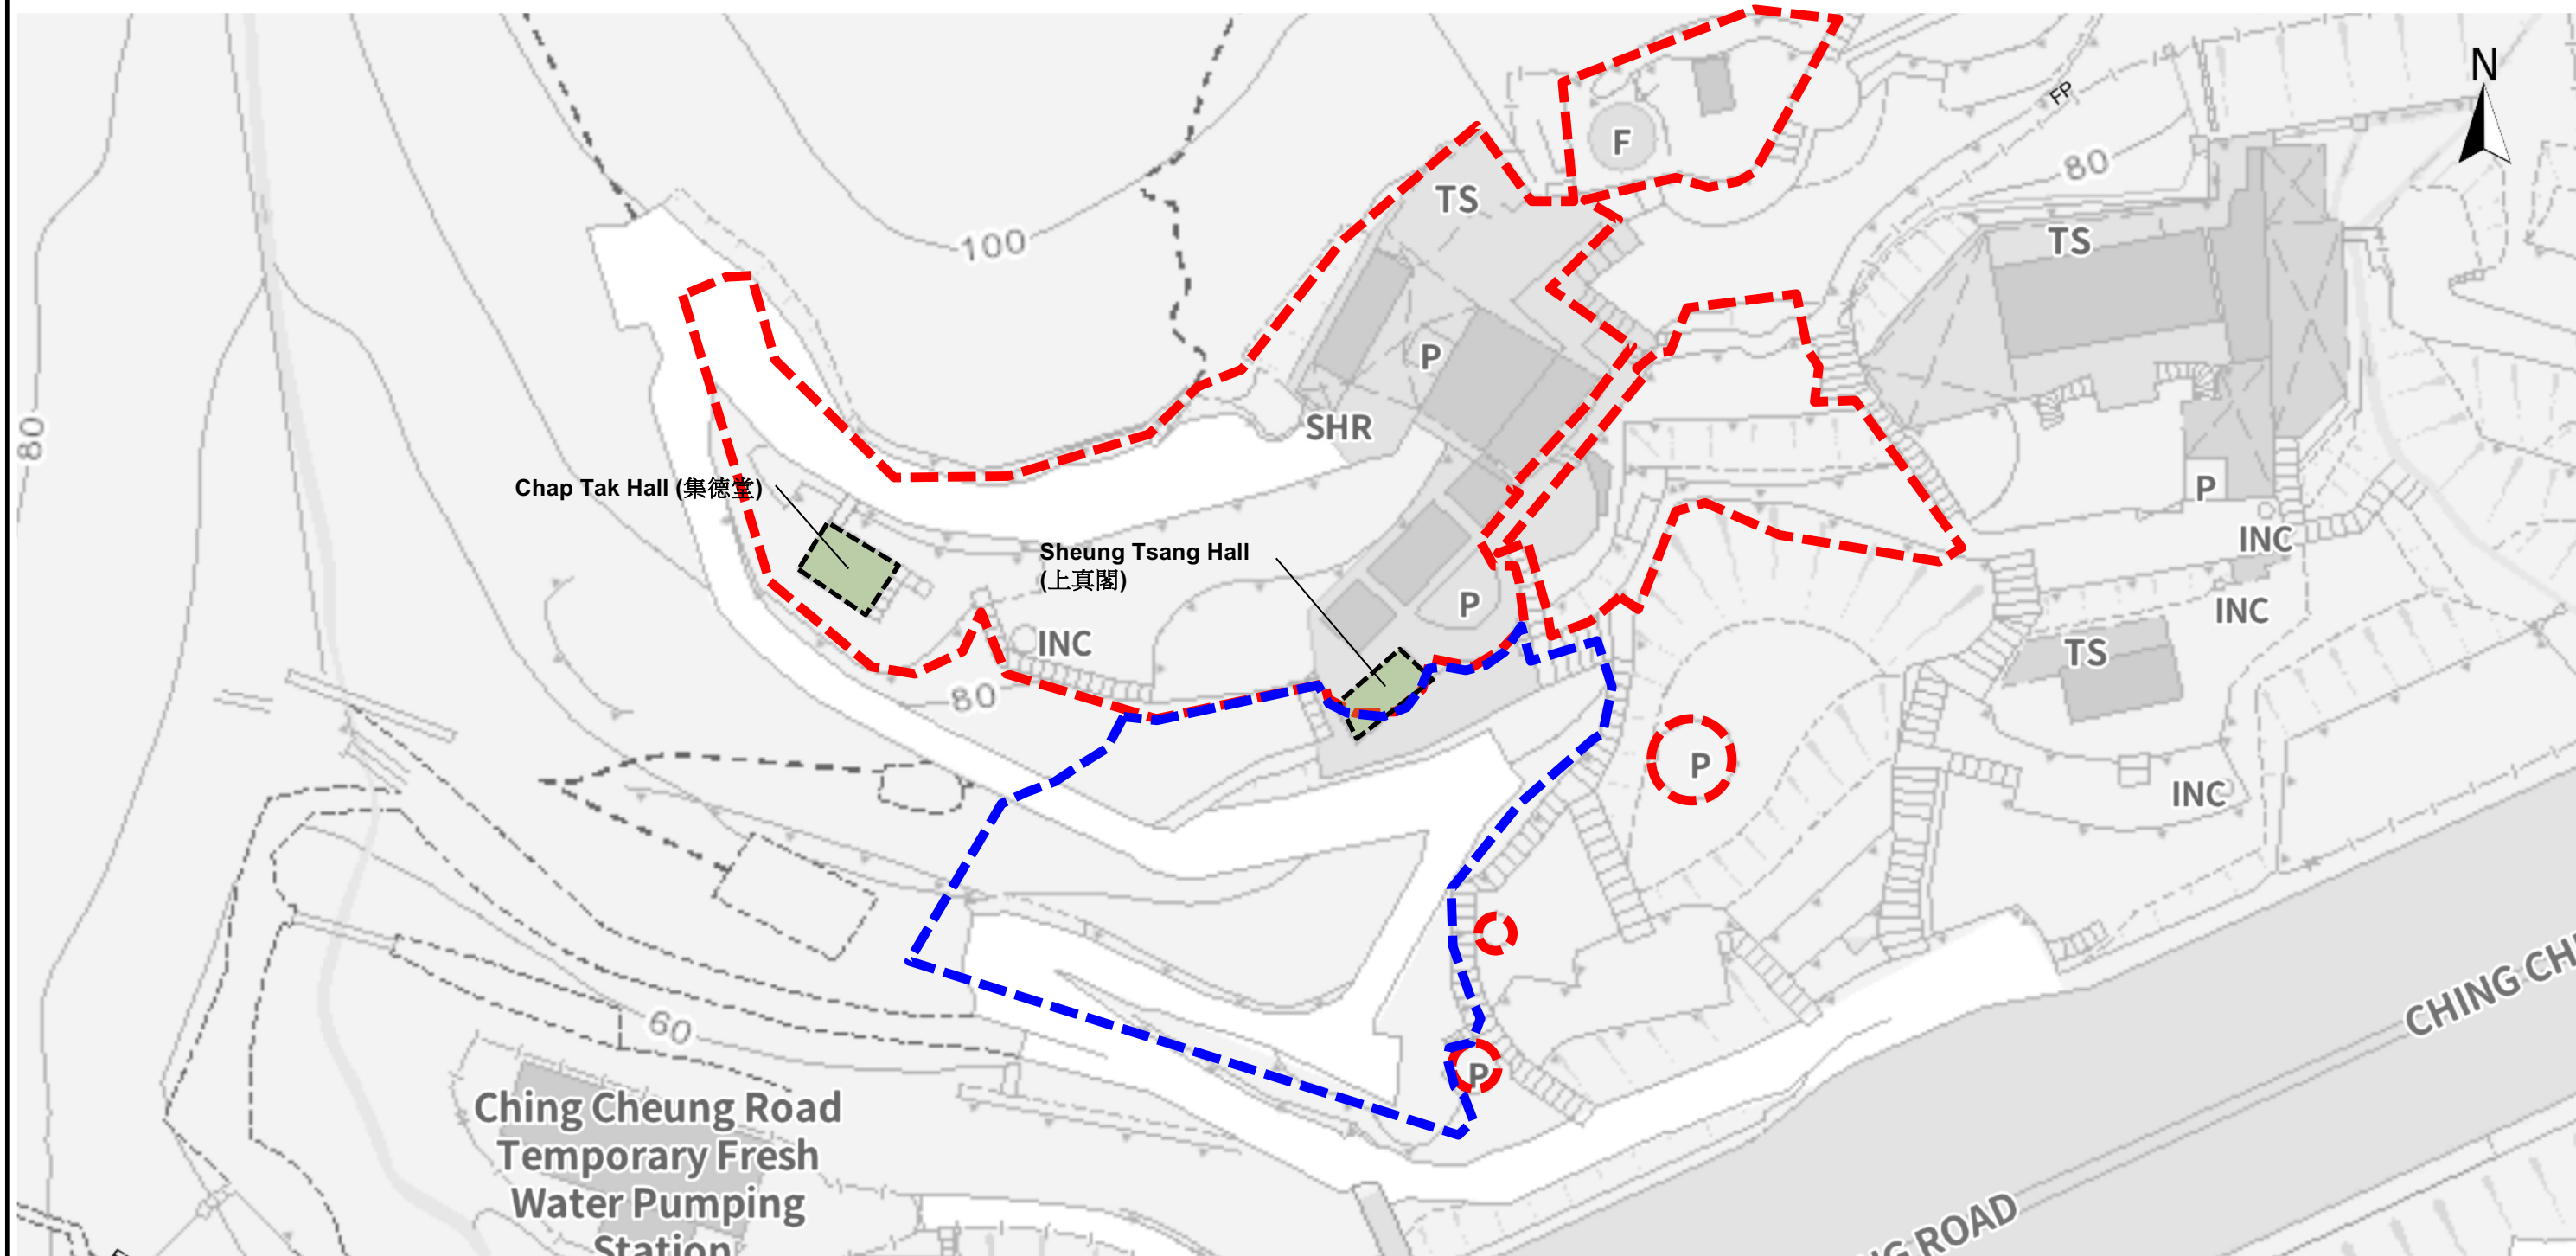 N
FP
F
80
TS
TS
100
P
SHR
80
Chap Tak Hall (集德堂)
P
INC
Sheung Tsang Hall
(上真閣)
P
INC
INC
TS
80
P
INC
CHING CH
60
P
Ching Cheung Road
Temporary Fresh
Water Pumping
Station
NG ROAD